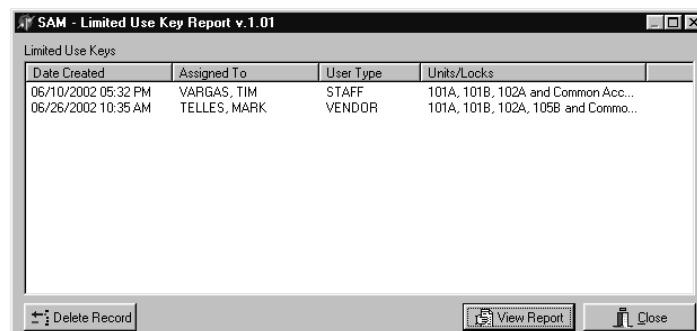 SAM - Limited Use Key Report v.1.01
Limited Use Keys
Date Created Assigned To User Type Units/Locks
06/10/2002 05:32 PM VARGAS, TIM STAFF 101A, 101B, 102A and Common Acc...
06/26/2002 10:35 AM TELLES, MARK VENDOR 101A, 101B, 102A, 105B and Commo...
Delete Record View Report Close